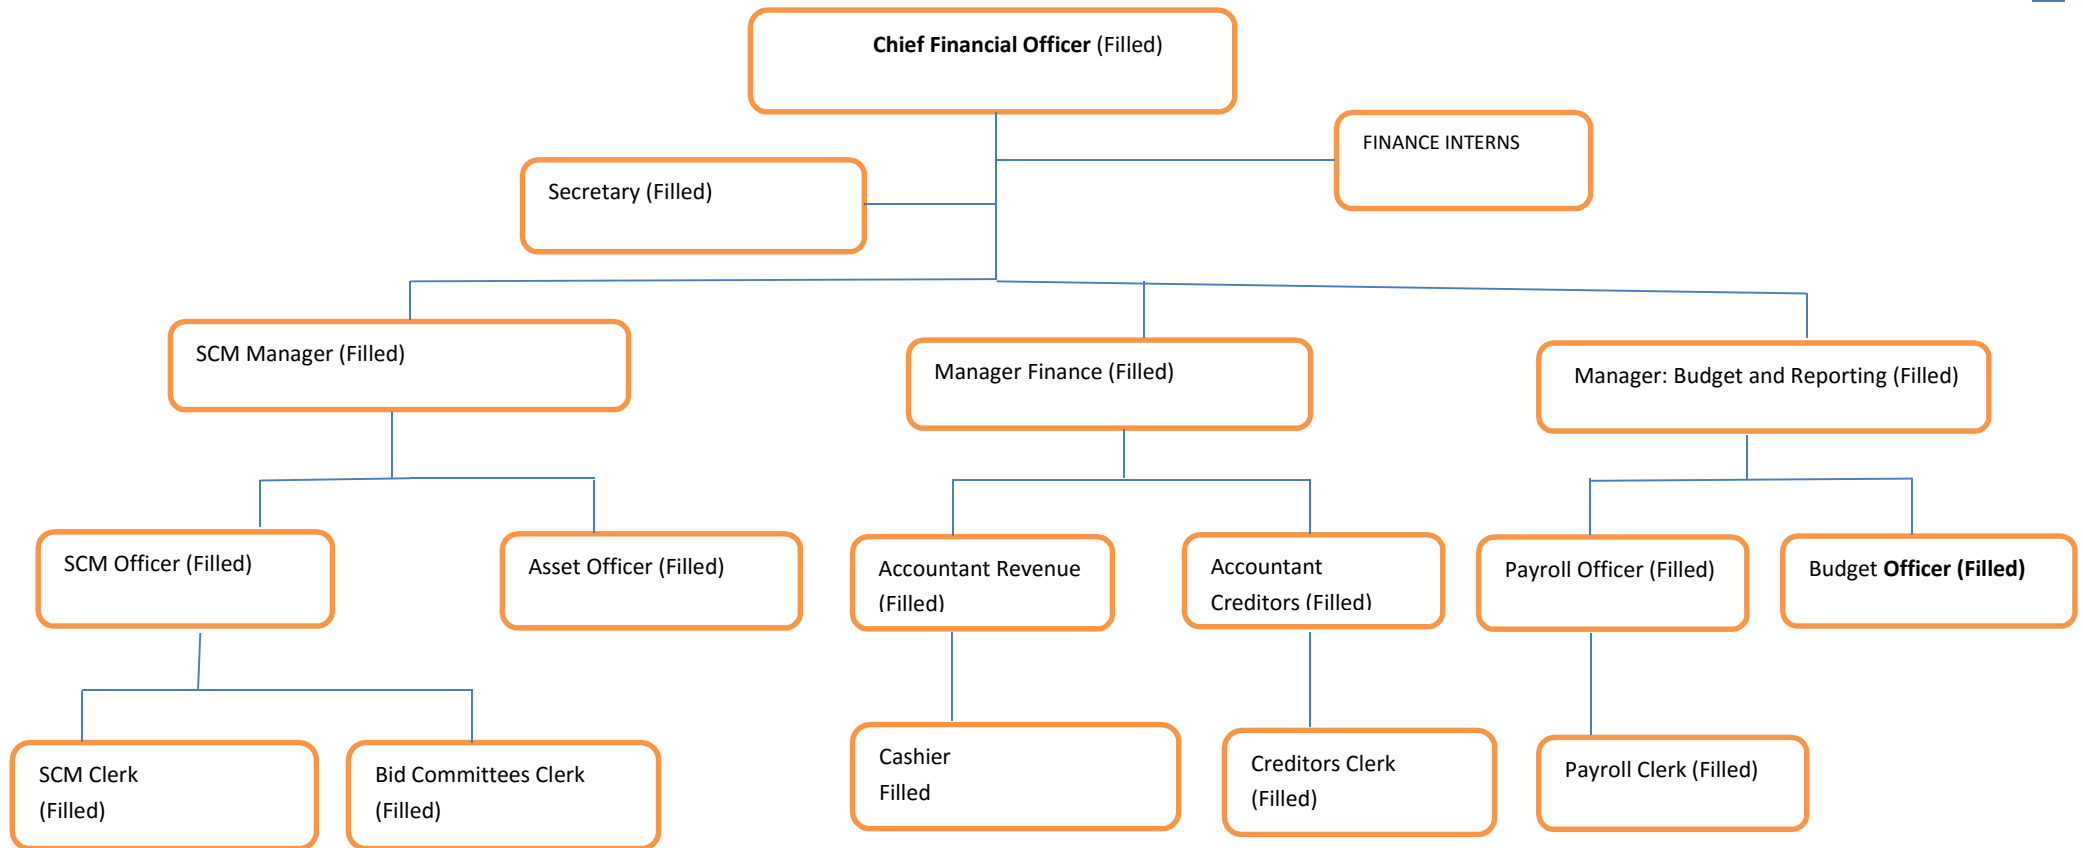 Chief Financial Officer (Filled)
FINANCE INTERNS
Secretary (Filled)
SCM Manager (Filled)
Manager Finance (Filled)
Manager: Budget and Reporting (Filled)
SCM Officer (Filled)
Asset Officer (Filled)
Accountant Revenue
(Filled)
Accountant
Creditors (Filled)
Payroll Officer (Filled)
Budget Officer (Filled)
SCM Clerk
(Filled)
Bid Committees Clerk
(Filled)
Cashier
Filled
Creditors Clerk
(Filled)
Payroll Clerk (Filled)